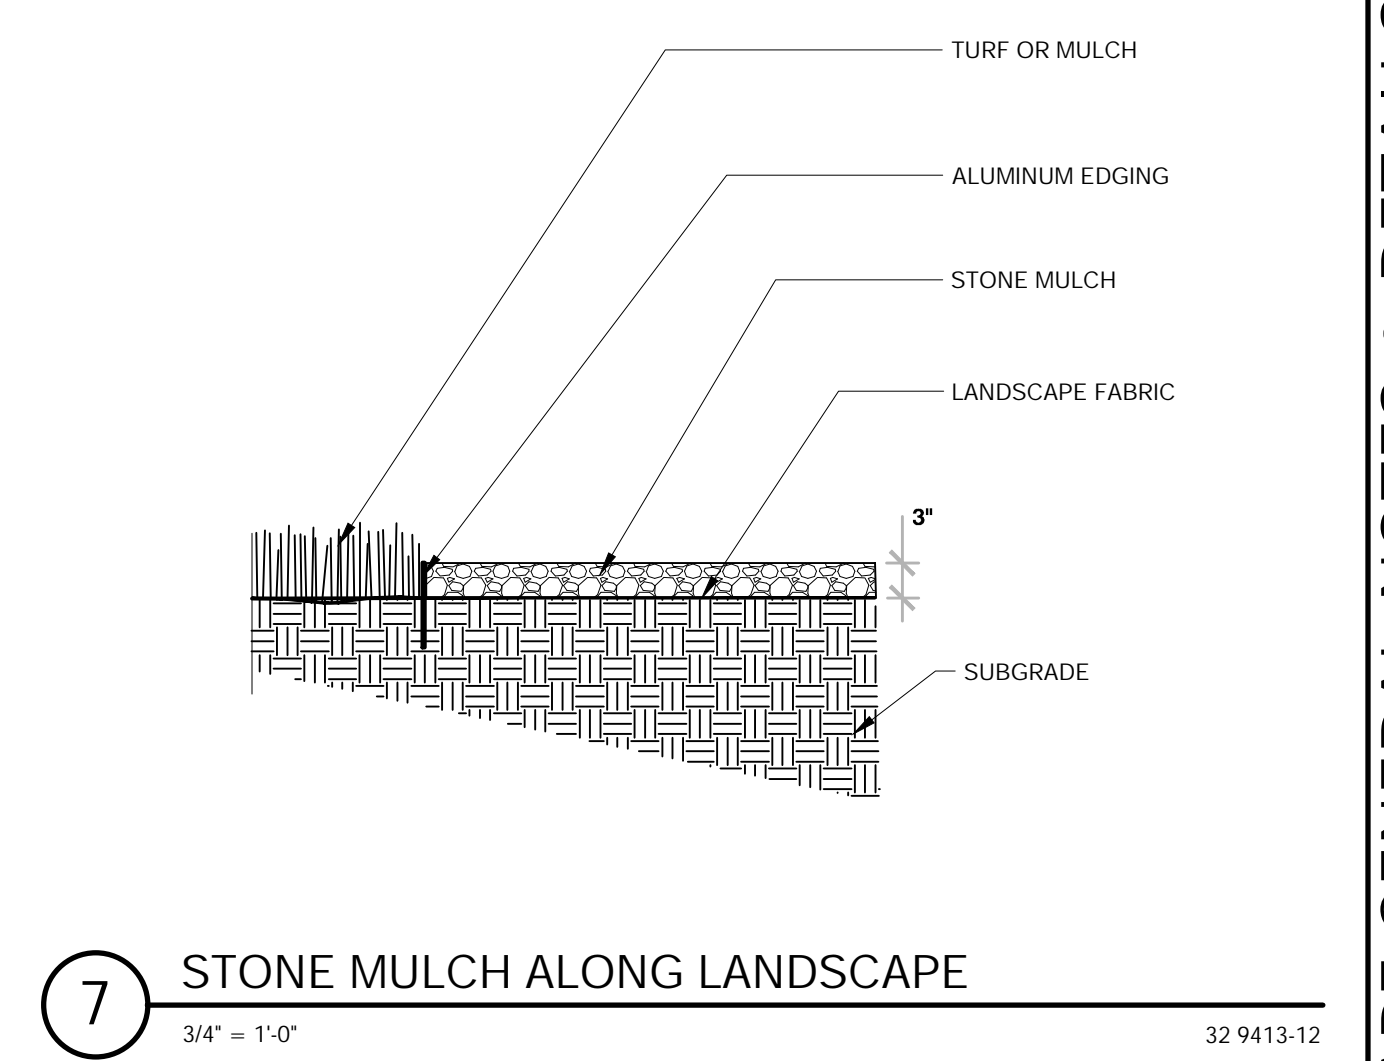 TURF OR MULCH
ALUMINUM EDGING
STONE MULCH
LANDSCAPE FABRIC
3"
SUBGRADE
7
STONE MULCH ALONG LANDSCAPE
3/4" = 1'-0"
32 9413-12